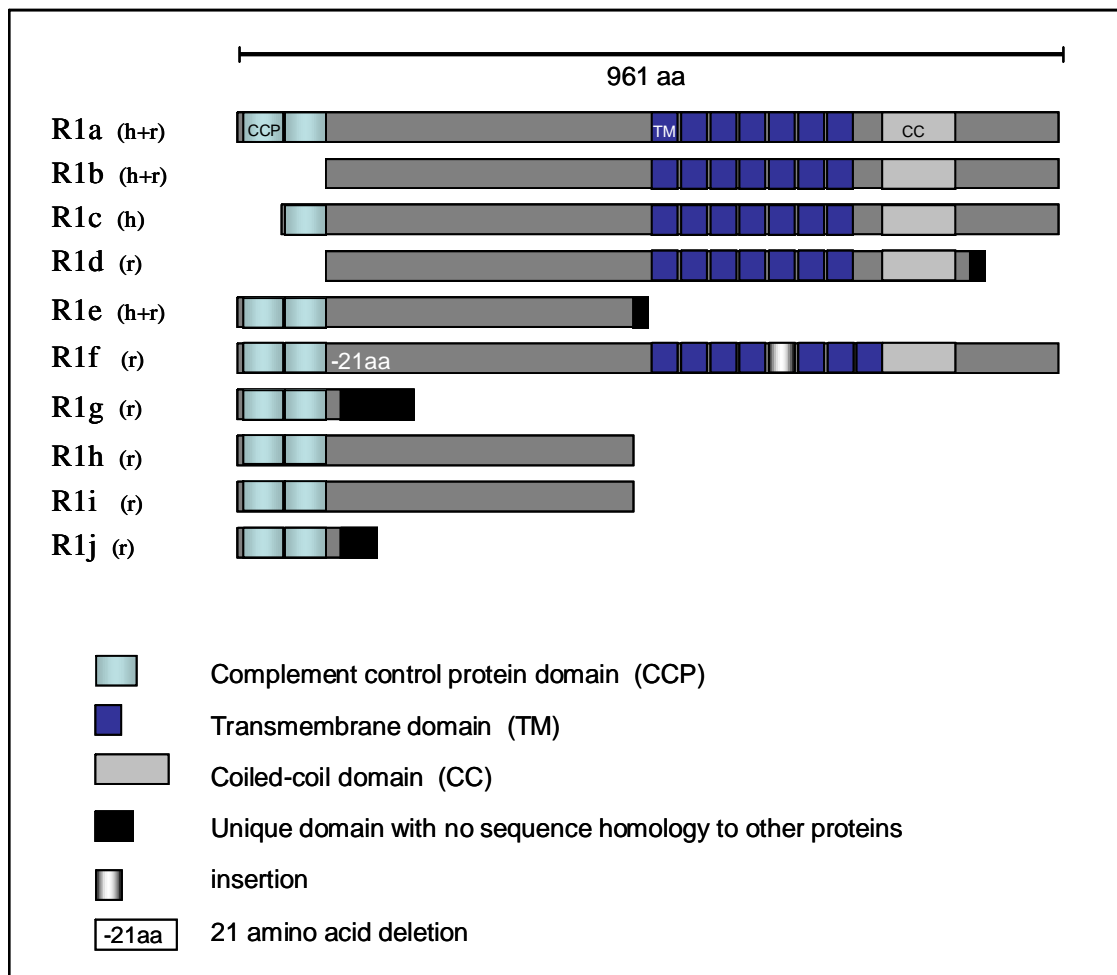 961 aa
R1a (h+r) CCP TM CC
R1b (h+r)
R1c (h)
R1d (r)
R1e (h+r)
R1f (r) -21aa
R1g (r)
R1h (r)
R1i (r)
R1j (r)
Complement control protein domain (CCP)
Transmembrane domain (TM)
Coiled-coil domain (CC)
Unique domain with no sequence homology to other proteins
insertion
-21aa 21 amino acid deletion